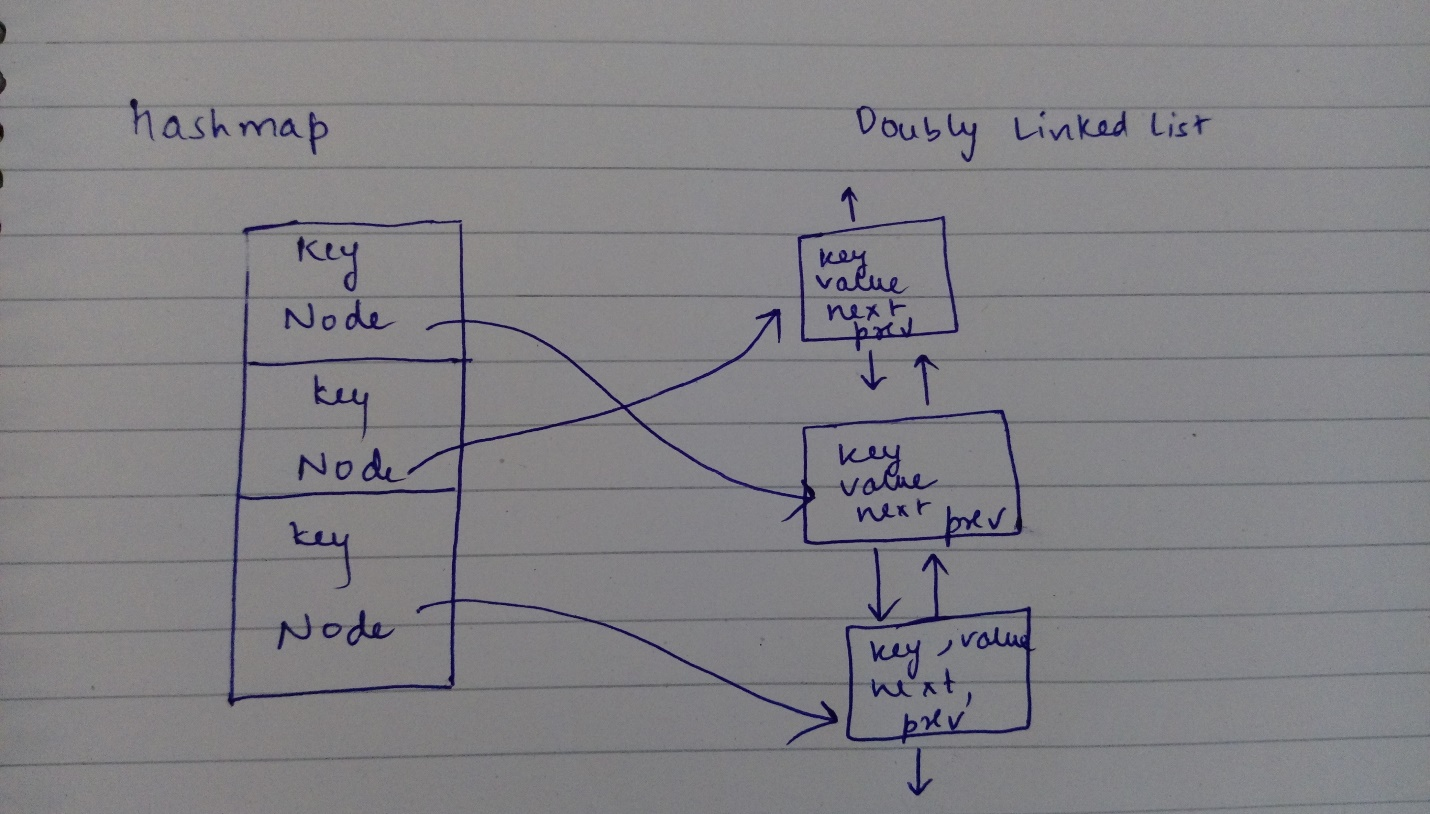 hashmap
Doubly Linked List
Key
Node
key
Node
key
Node
key
value
next
prev
key
value
next prev
key, value
next,
prev